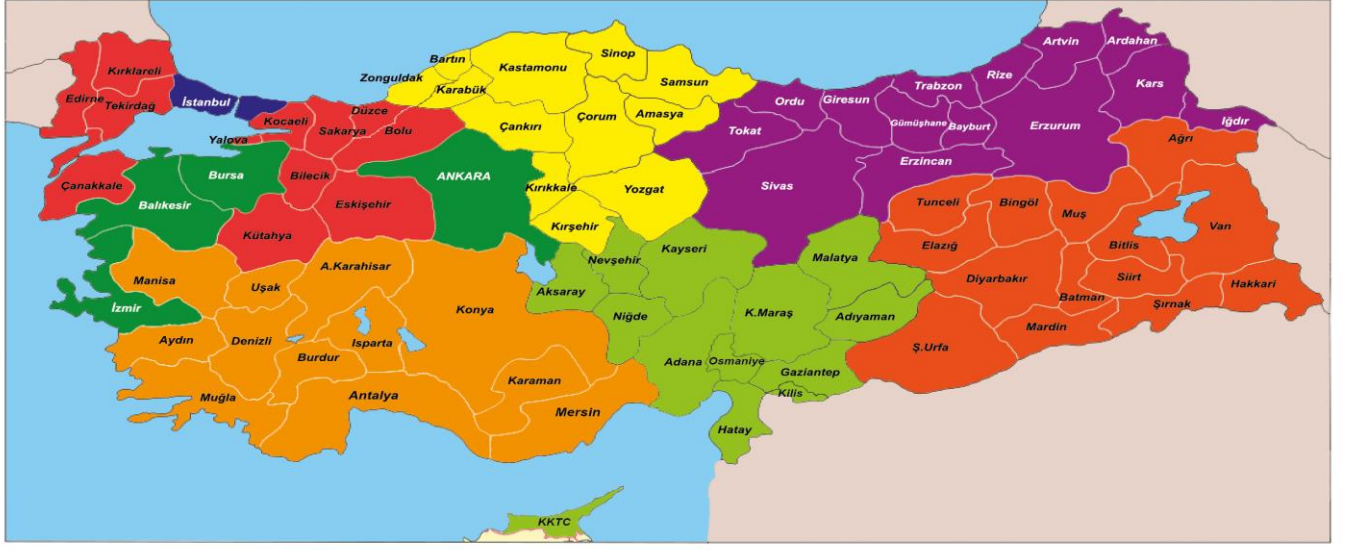 Kırklareli
Edirne
Tekirdağ
İstanbul
Kocaeli
Yalova
Sakarya
Düzce
Bolu
Zonguldak
Bartın
Karabük
Kastamonu
Sinop
Samsun
Çankırı
Çorum
Amasya
Ordu
Giresun
Trabzon
Rize
Artvin
Ardahan
Kars
Iğdır
Tokat
Gümüşhane
Bayburt
Erzurum
Ağrı
Çanakkale
Bursa
Bilecik
Balıkesir
Eskişehir
ANKARA
Kırıkkale
Yozgat
Sivas
Erzincan
Kütahya
Kırşehir
Tunceli
Bingöl
Muş
Van
Elazığ
Bitlis
Manisa
Uşak
A.Karahisar
Konya
Nevşehir
Kayseri
Malatya
Diyarbakır
Siirt
Hakkari
Aksaray
Batman
Şırnak
İzmir
Niğde
K.Maraş
Adıyaman
Mardin
Aydın
Denizli
Isparta
Burdur
Ş.Urfa
Adana
Osmaniye
Gaziantep
Karaman
Kilis
Muğla
Antalya
Mersin
Hatay
KKTC